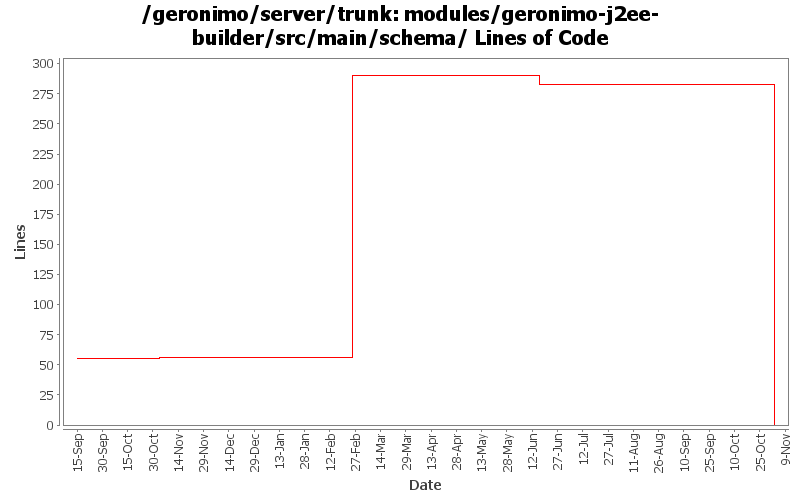 /geronimo/server/trunk: modules/geronimo-j2ee-
builder/src/main/schema/ Lines of Code
300
275
250
225
200
175
150
125
100
75
50
25
0
Lines
15-Sep
30-Sep
15-Oct
30-Oct
14-Nov
29-Nov
14-Dec
29-Dec
13-Jan
28-Jan
12-Feb
27-Feb
14-Mar
29-Mar
13-Apr
28-Apr
13-May
28-May
12-Jun
27-Jun
12-Jul
27-Jul
11-Aug
26-Aug
10-Sep
25-Sep
10-Oct
25-Oct
9-Nov
Date